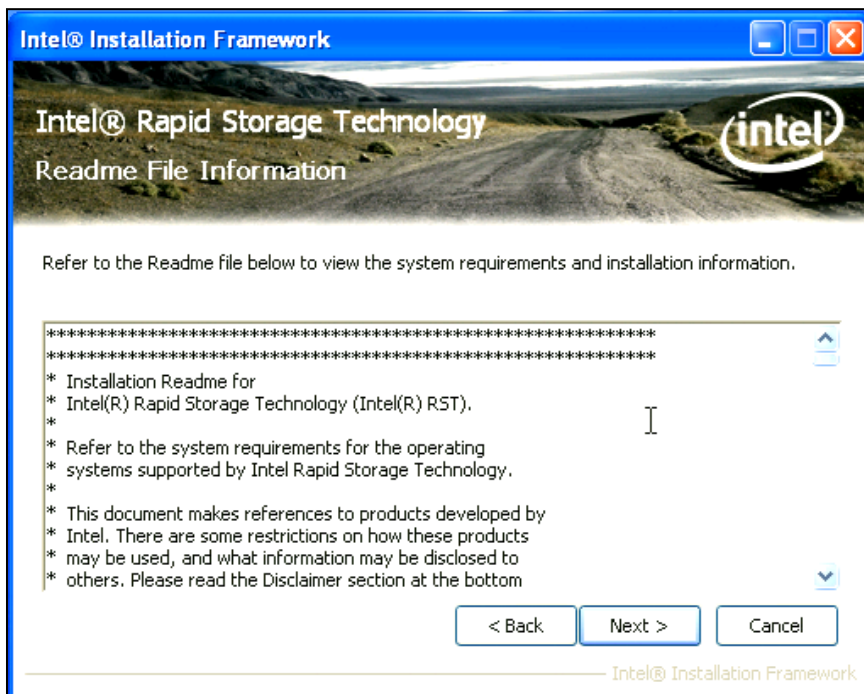 Intel® Installation Framework
Intel® Rapid Storage Technology
Readme File Information
intel
Refer to the Readme file below to view the system requirements and installation information.
*************************************************************
*************************************************************
* Installation Readme for
* Intel(R) Rapid Storage Technology (Intel(R) RST).
*
* Refer to the system requirements for the operating
* systems supported by Intel Rapid Storage Technology.
*
* This document makes references to products developed by
* Intel. There are some restrictions on how these products
* may be used, and what information may be disclosed to
* others. Please read the Disclaimer section at the bottom
< Back Next > Cancel
Intel® Installation Framework